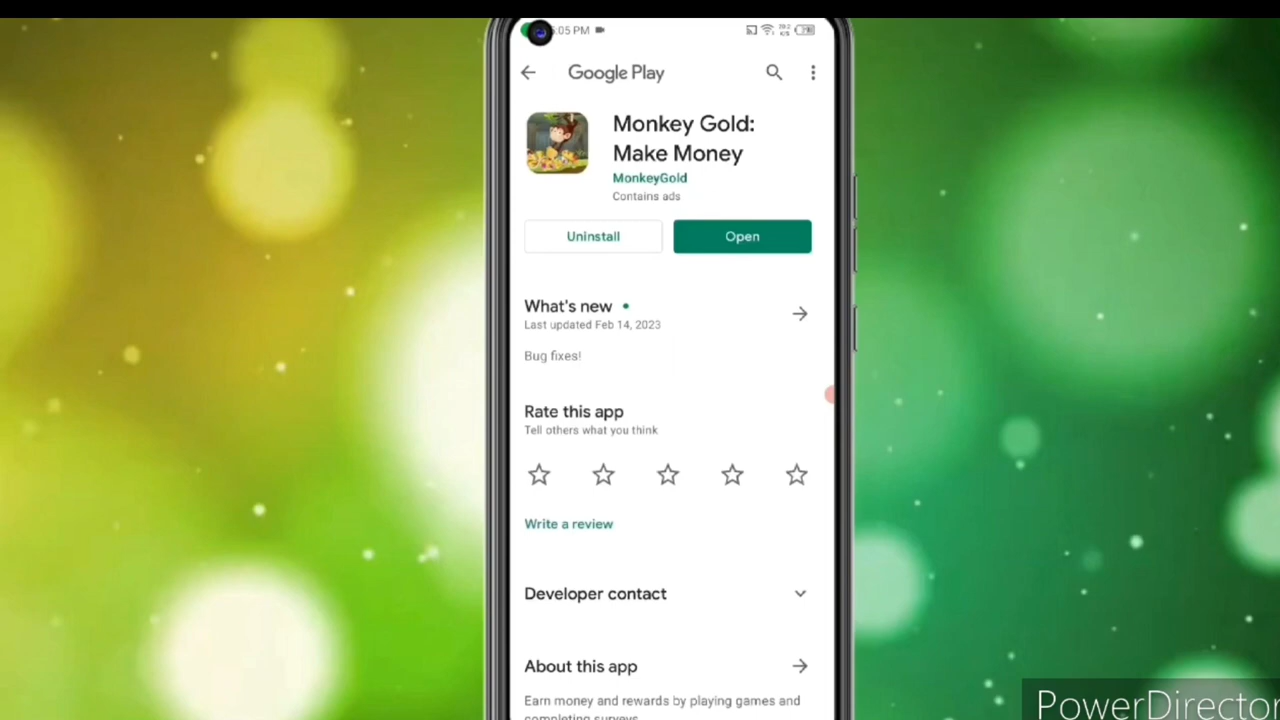 :05 PM
Google Play
Monkey Gold:
Make Money
MonkeyGold
Contains ads
Uninstall
Open
What's new
Last updated Feb 14, 2023
Bug fixes!
Rate this app
Tell others what you think
Write a review
Developer contact
About this app
Earn money and rewards by playing games and
completing surveys
PowerDirector